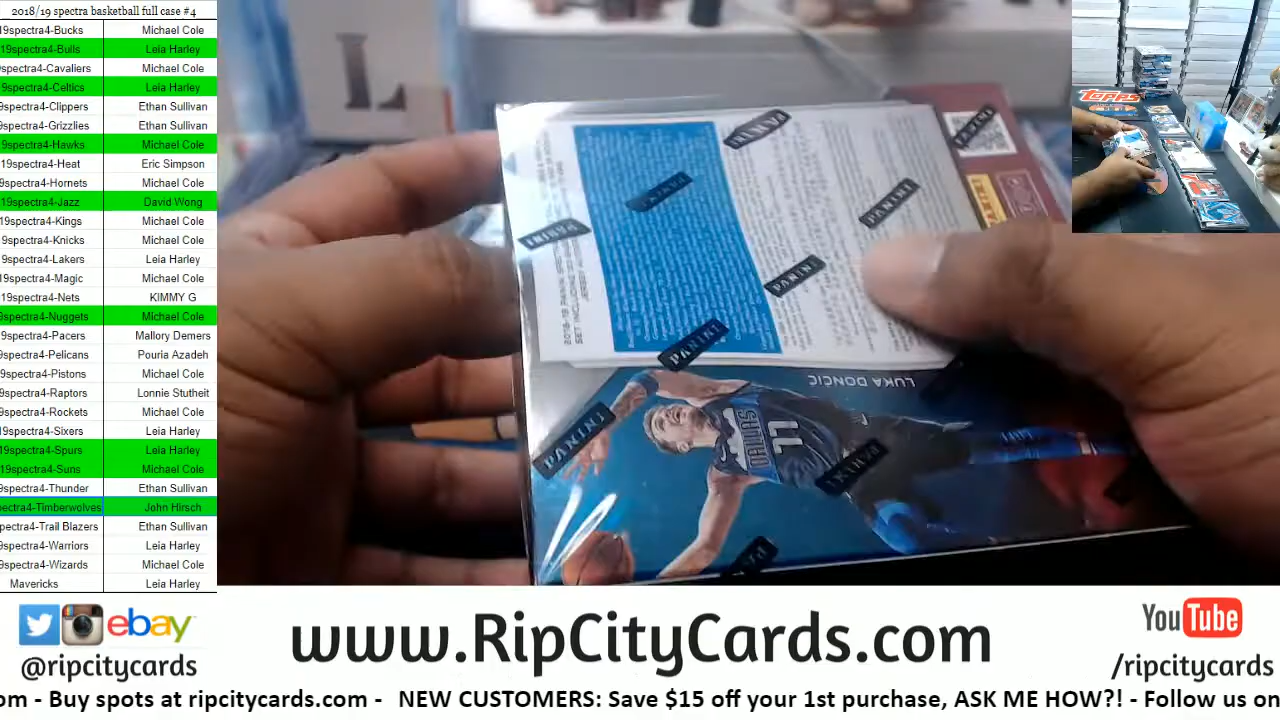 2018/19 spectra basketball full case #4
19spectra4-Bucks Michael Cole
19spectra4-Bulls Leia Harley
9spectra4-Cavaliers Michael Cole
9spectra4-Celtics Leia Harley
9spectra4-Clippers Ethan Sullivan
9spectra4-Grizzlies Ethan Sullivan
9spectra4-Hawks Michael Cole
19spectra4-Heat Eric Simpson
9spectra4-Hornets Michael Cole
19spectra4-Jazz David Wong
19spectra4-Kings Michael Cole
9spectra4-Knicks Michael Cole
9spectra4-Lakers Leia Harley
19spectra4-Magic Michael Cole
19spectra4-Nets KIMMY G
9spectra4-Nuggets Michael Cole
9spectra4-Pacers Mallory Demers
9spectra4-Pelicans Pouria Azadeh
9spectra4-Pistons Michael Cole
9spectra4-Raptors Lonnie Stutheit
9spectra4-Rockets Michael Cole
9spectra4-Sixers Leia Harley
19spectra4-Spurs Leia Harley
19spectra4-Suns Michael Cole
9spectra4-Thunder Ethan Sullivan
pectra4-Timberwolves John Hirsch
pectra4-Trail Blazers Ethan Sullivan
9spectra4-Warriors Leia Harley
9spectra4-Wizards Michael Cole
Mavericks Leia Harley
PANINI
PANINI
PANINI
PANINI
PANINI
PANINI
PANINI
PANINI
PANINI
LUKA DONCIC
DALLAS
77
Topps
ebay
@ripcitycards
www.RipCityCards.com
YouTube
/ripcitycards
om - Buy spots at ripcitycards.com - NEW CUSTOMERS: Save $15 off your 1st purchase, ASK ME HOW?! - Follow us on